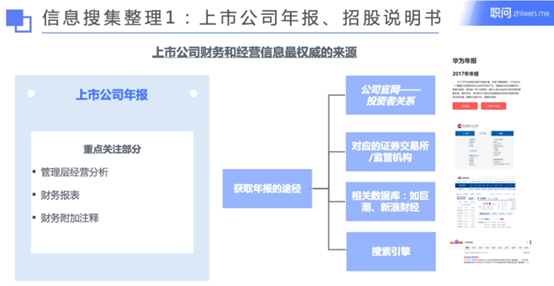 信息搜集整理1：上市公司年报、招股说明书
职问 zhiwen.me
上市公司财务和经营信息最权威的来源
上市公司年报
重点关注部分
• 管理层经营分析
• 财务报表
• 财务附加注释
获取年报的途径
公司官网——
投资者关系
对应的证券交易所
/监管机构
相关数据库：如巨
潮、新浪财经
搜索引擎
华为年报
2017年年报